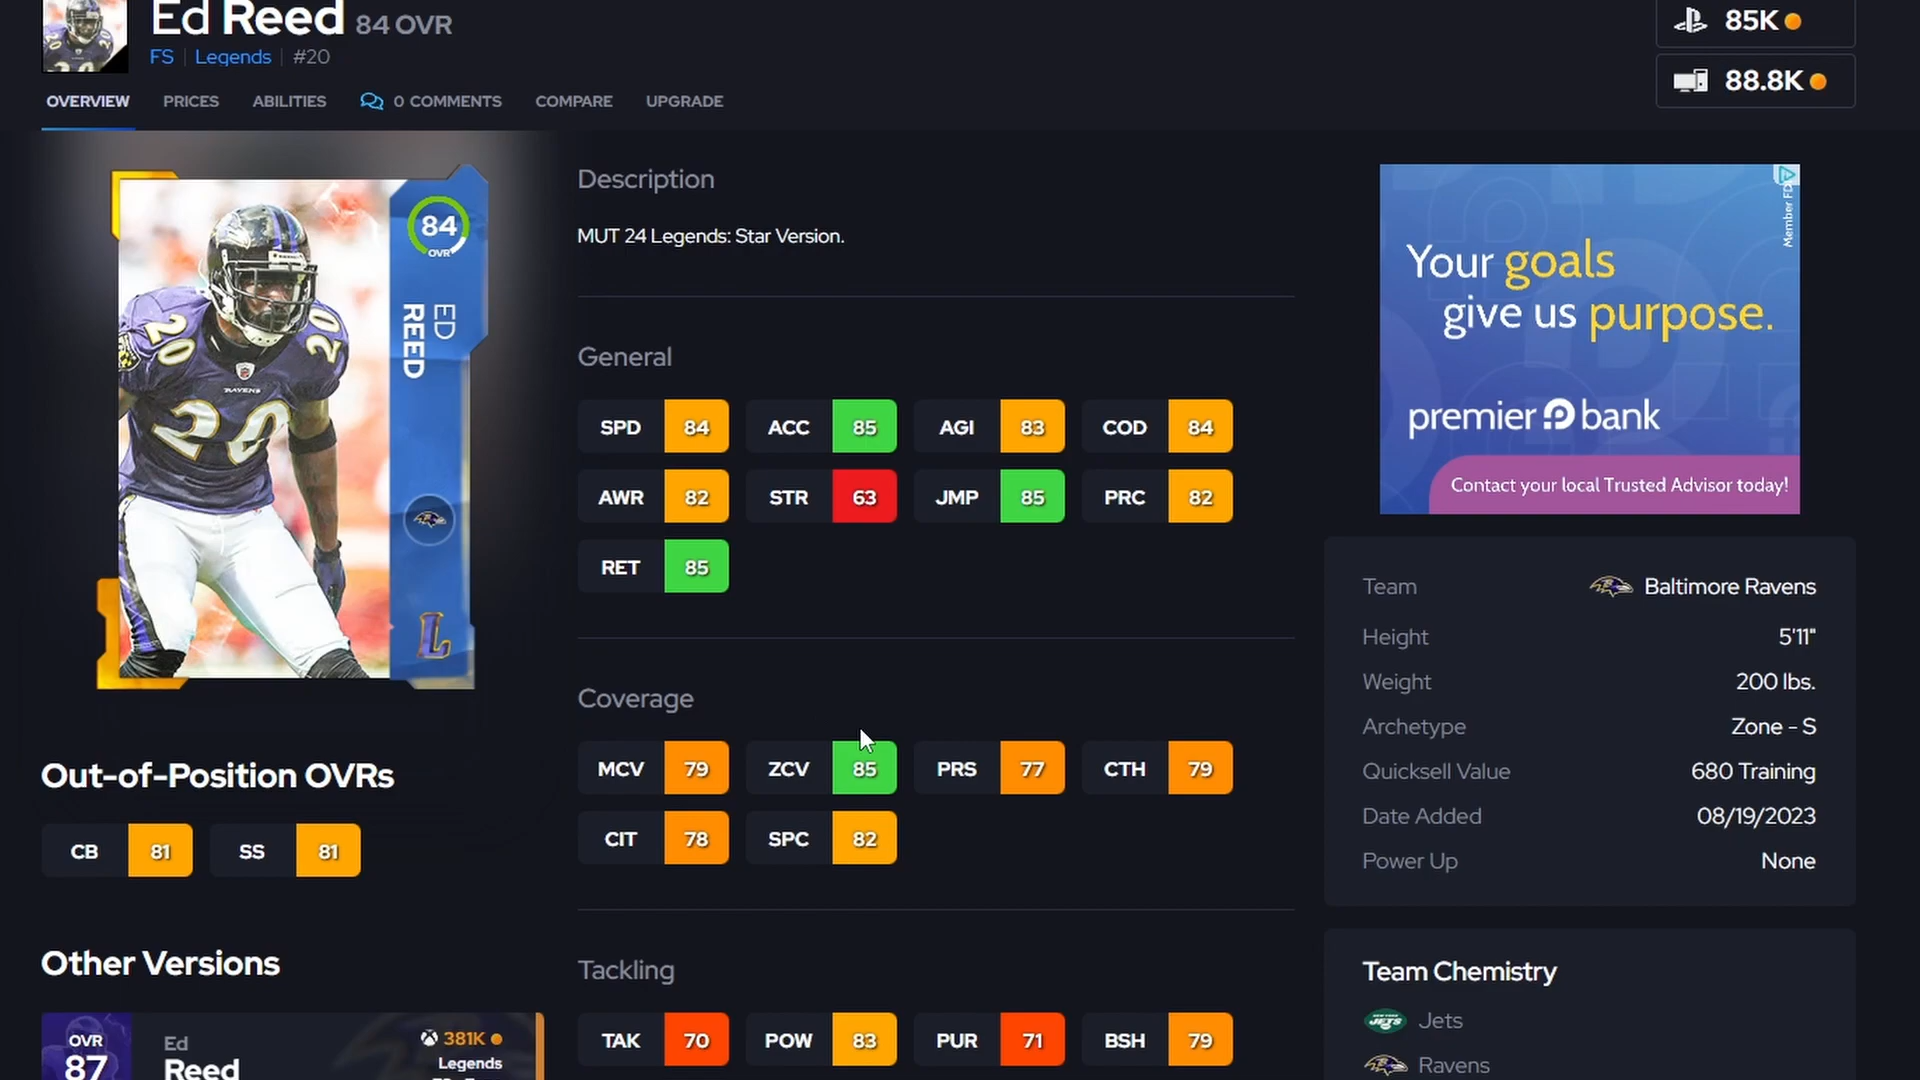 Ed Reed 84 OVR
FS | Legends | #20
85K
88.8K
OVERVIEW PRICES ABILITIES 0 COMMENTS COMPARE UPGRADE
84
OVR
ED
REED
20
20
RAVENS
20
L
Description
MUT 24 Legends: Star Version.
General
SPD 84 ACC 85 AGI 83 COD 84
AWR 82 STR 63 JMP 85 PRC 82
RET 85
Coverage
MCV 79 ZCV 85 PRS 77 CTH 79
CIT 78 SPC 82
Tackling
TAK 70 POW 83 PUR 71 BSH 79
Out-of-Position OVRs
CB 81 SS 81
Other Versions
OVR
87
Ed
Reed
381K
Legends
Your goals
give us purpose.
premier bank
Contact your local Trusted Advisor today!
Team Baltimore Ravens
Height 5'11"
Weight 200 lbs.
Archetype Zone - S
Quicksell Value 680 Training
Date Added 08/19/2023
Power Up None
Team Chemistry
Jets
Ravens